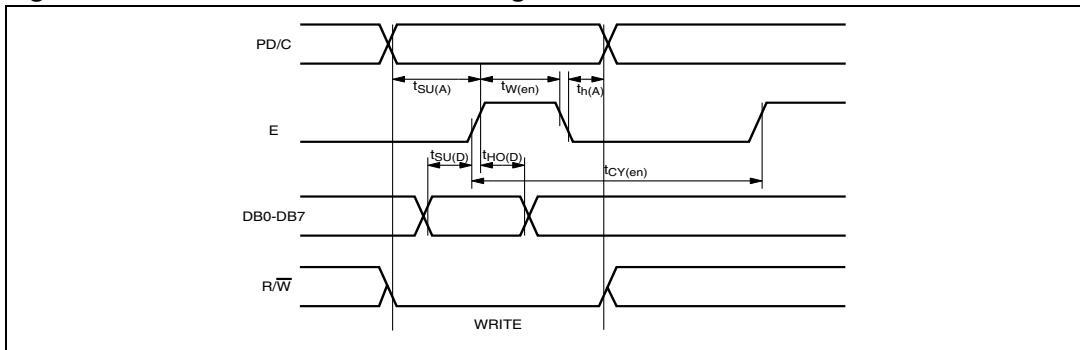 PD/C
tSU(A) tW(en) th(A)
E
tSU(D) tHO(D)
tCY(en)
DB0-DB7
R/W̅
WRITE